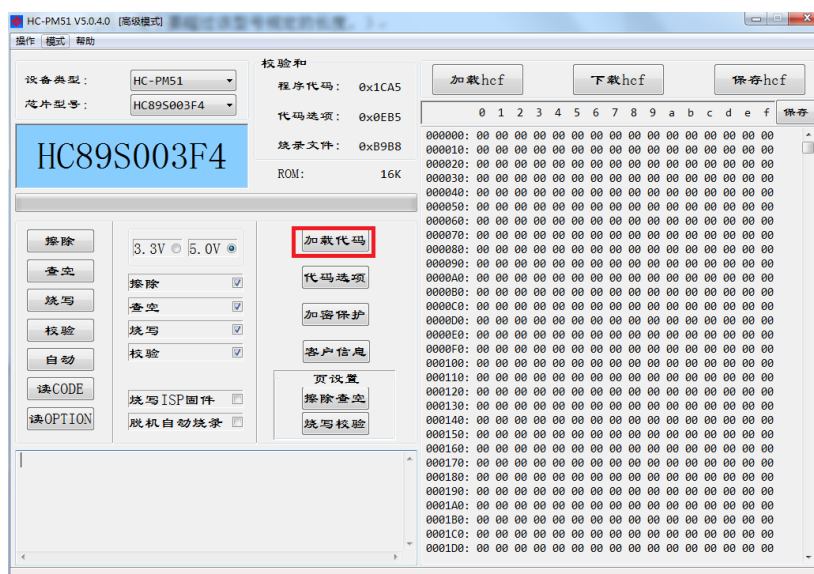 HC-PM51 V5.0.4.0 [高级模式]
操作 模式 帮助
设备类型: HC-PM51
芯片型号: HC89S003F4
HC89S003F4
校验和
程序代码: 0x1CA5
代码选项: 0x0EB5
烧录文件: 0xB9B8
ROM: 16K
擦除
查空
烧写
校验
自动
读CODE
读OPTION
3.3V 5.0V
擦除
查空
烧写
校验
烧写ISP固件
脱机自动烧录
加载代码
代码选项
加密保护
客户信息
页设置
擦除查空
烧写校验
加载hcf 下载hcf 保存hcf
0 1 2 3 4 5 6 7 8 9 a b c d e f 保存
000000: 00 00 00 00 00 00 00 00 00 00 00 00 00 00 00 00
000010: 00 00 00 00 00 00 00 00 00 00 00 00 00 00 00 00
000020: 00 00 00 00 00 00 00 00 00 00 00 00 00 00 00 00
000030: 00 00 00 00 00 00 00 00 00 00 00 00 00 00 00 00
000040: 00 00 00 00 00 00 00 00 00 00 00 00 00 00 00 00
000050: 00 00 00 00 00 00 00 00 00 00 00 00 00 00 00 00
000060: 00 00 00 00 00 00 00 00 00 00 00 00 00 00 00 00
000070: 00 00 00 00 00 00 00 00 00 00 00 00 00 00 00 00
000080: 00 00 00 00 00 00 00 00 00 00 00 00 00 00 00 00
000090: 00 00 00 00 00 00 00 00 00 00 00 00 00 00 00 00
0000A0: 00 00 00 00 00 00 00 00 00 00 00 00 00 00 00 00
0000B0: 00 00 00 00 00 00 00 00 00 00 00 00 00 00 00 00
0000C0: 00 00 00 00 00 00 00 00 00 00 00 00 00 00 00 00
0000D0: 00 00 00 00 00 00 00 00 00 00 00 00 00 00 00 00
0000E0: 00 00 00 00 00 00 00 00 00 00 00 00 00 00 00 00
0000F0: 00 00 00 00 00 00 00 00 00 00 00 00 00 00 00 00
000100: 00 00 00 00 00 00 00 00 00 00 00 00 00 00 00 00
000110: 00 00 00 00 00 00 00 00 00 00 00 00 00 00 00 00
000120: 00 00 00 00 00 00 00 00 00 00 00 00 00 00 00 00
000130: 00 00 00 00 00 00 00 00 00 00 00 00 00 00 00 00
000140: 00 00 00 00 00 00 00 00 00 00 00 00 00 00 00 00
000150: 00 00 00 00 00 00 00 00 00 00 00 00 00 00 00 00
000160: 00 00 00 00 00 00 00 00 00 00 00 00 00 00 00 00
000170: 00 00 00 00 00 00 00 00 00 00 00 00 00 00 00 00
000180: 00 00 00 00 00 00 00 00 00 00 00 00 00 00 00 00
000190: 00 00 00 00 00 00 00 00 00 00 00 00 00 00 00 00
0001A0: 00 00 00 00 00 00 00 00 00 00 00 00 00 00 00 00
0001B0: 00 00 00 00 00 00 00 00 00 00 00 00 00 00 00 00
0001C0: 00 00 00 00 00 00 00 00 00 00 00 00 00 00 00 00
0001D0: 00 00 00 00 00 00 00 00 00 00 00 00 00 00 00 00